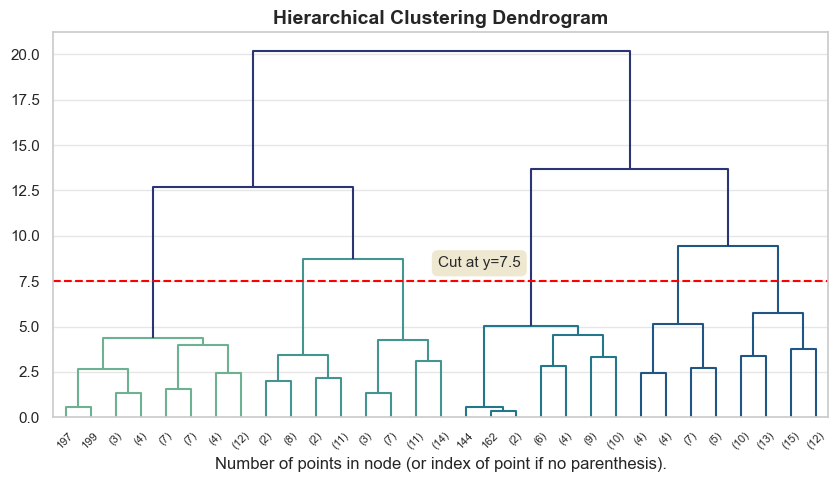 Hierarchical Clustering Dendrogram
20.0
17.5
15.0
12.5
10.0
7.5
5.0
2.5
0.0
Cut at y=7.5
197 199 (3) (4) (7) (7) (4) (12) (2) (8) (2) (11) (3) (7) (11) (14) 144 162 (2) (6) (4) (9) (10) (4) (4) (7) (5) (10) (13) (15) (12)
Number of points in node (or index of point if no parenthesis).